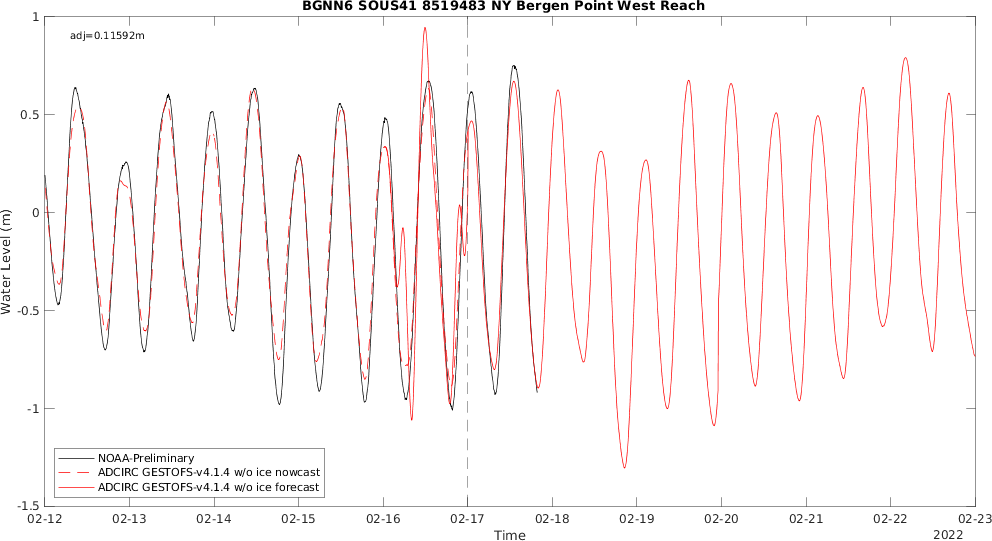 BGNN6 SOUS41 8519483 NY Bergen Point West Reach
adj=0.11592m
1
0.5
0
-0.5
-1
-1.5
Water Level (m)
NOAA-Preliminary
ADCIRC GESTOFS-v4.1.4 w/o ice nowcast
ADCIRC GESTOFS-v4.1.4 w/o ice forecast
02-12 02-13 02-14 02-15 02-16 02-17 02-18 02-19 02-20 02-21 02-22 02-23
Time
2022